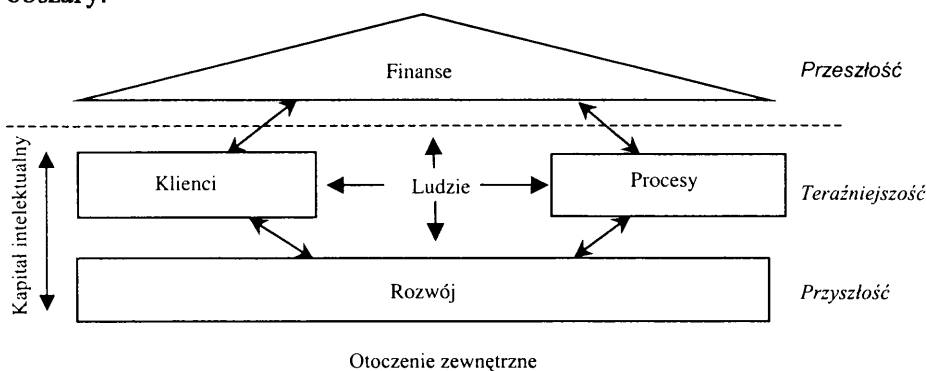 obszary:
Finanse
Przeszłość
Kapitał intelektualny
Klienci
Ludzie
Procesy
Teraźniejszość
Rozwój
Przyszłość
Otoczenie zewnętrzne